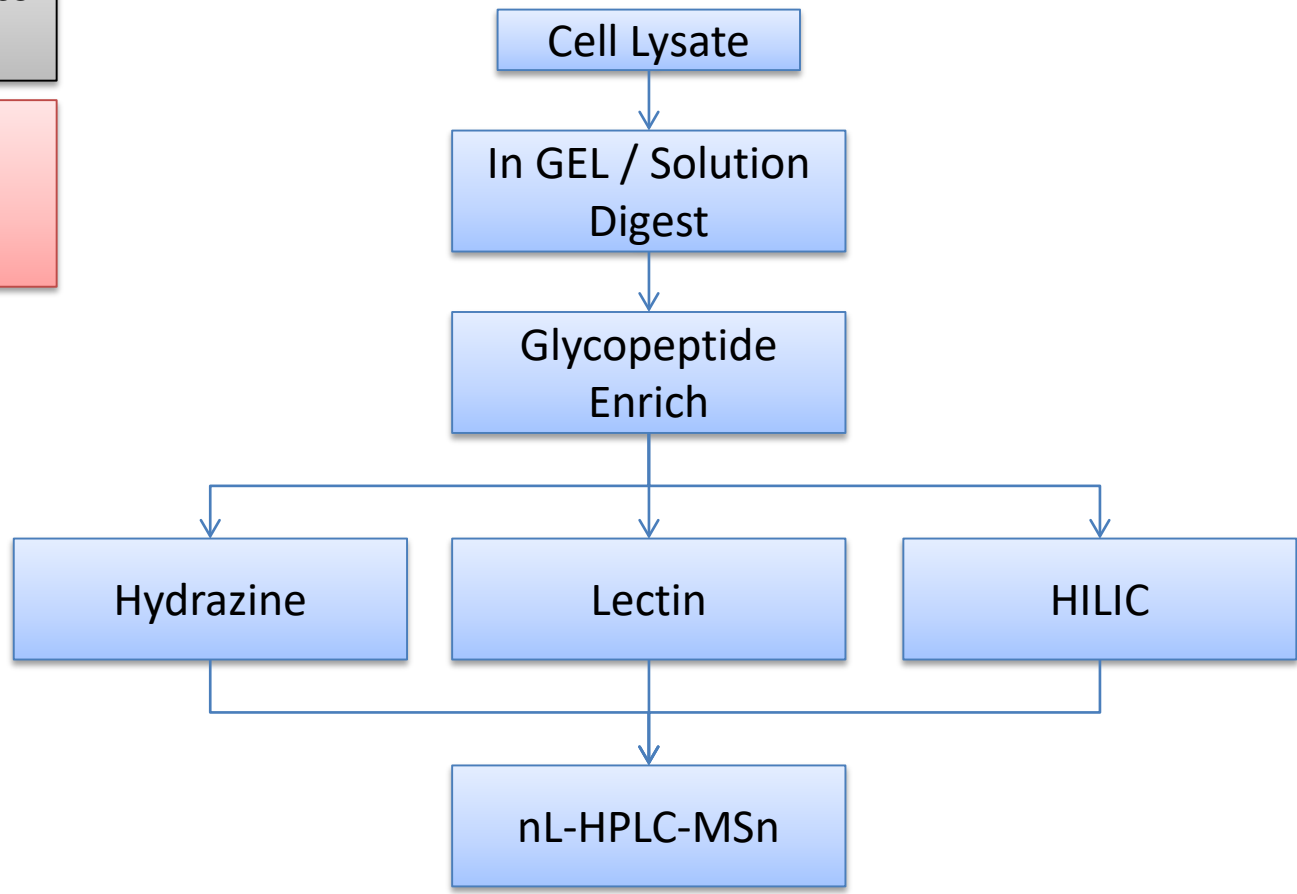 Cell Lysate
In GEL / Solution
Digest
Glycopeptide
Enrich
Hydrazine
Lectin
HILIC
nL-HPLC-MSn